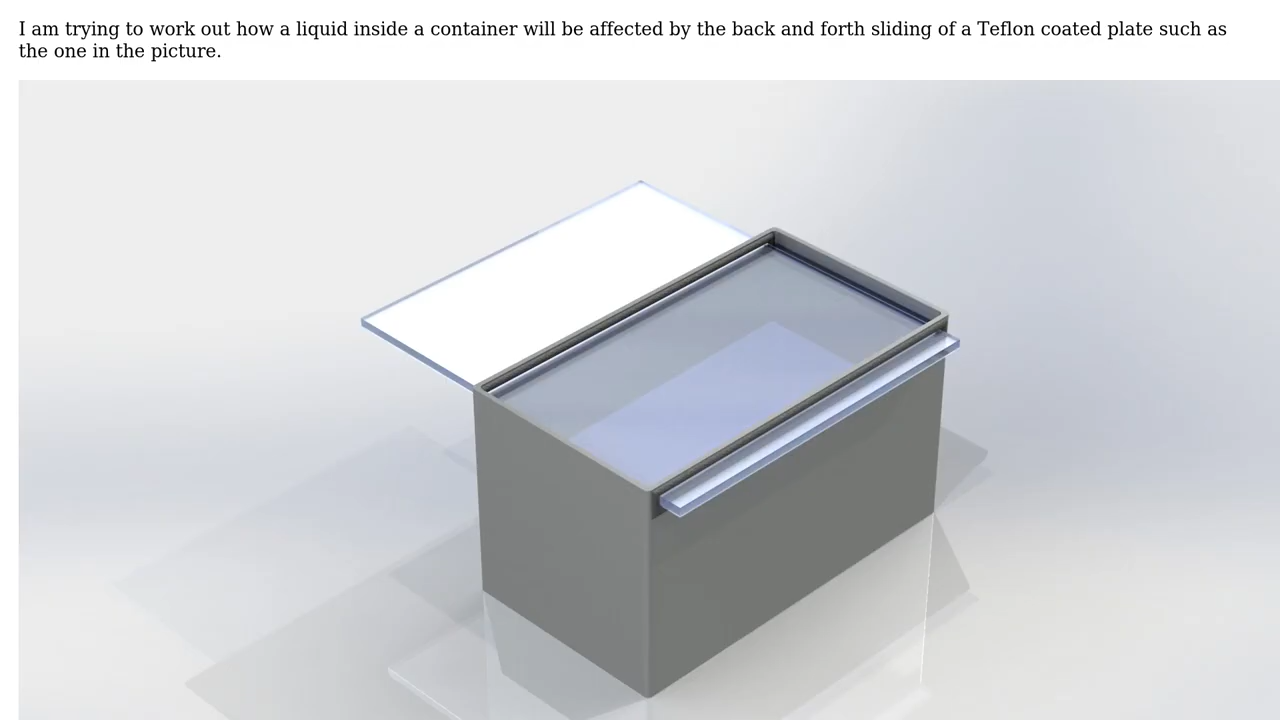 I am trying to work out how a liquid inside a container will be affected by the back and forth sliding of a Teflon coated plate such as
the one in the picture.